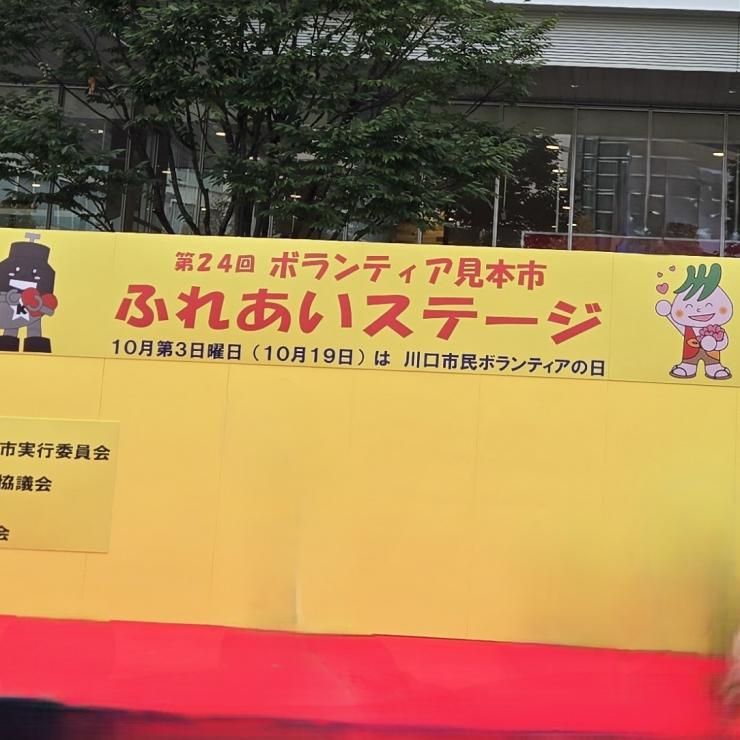 第24回 ボランティア見本市
ふれあいステージ
10月第3日曜日（10月19日）は 川口市民ボランティアの日
市実行委員会
協議会
会